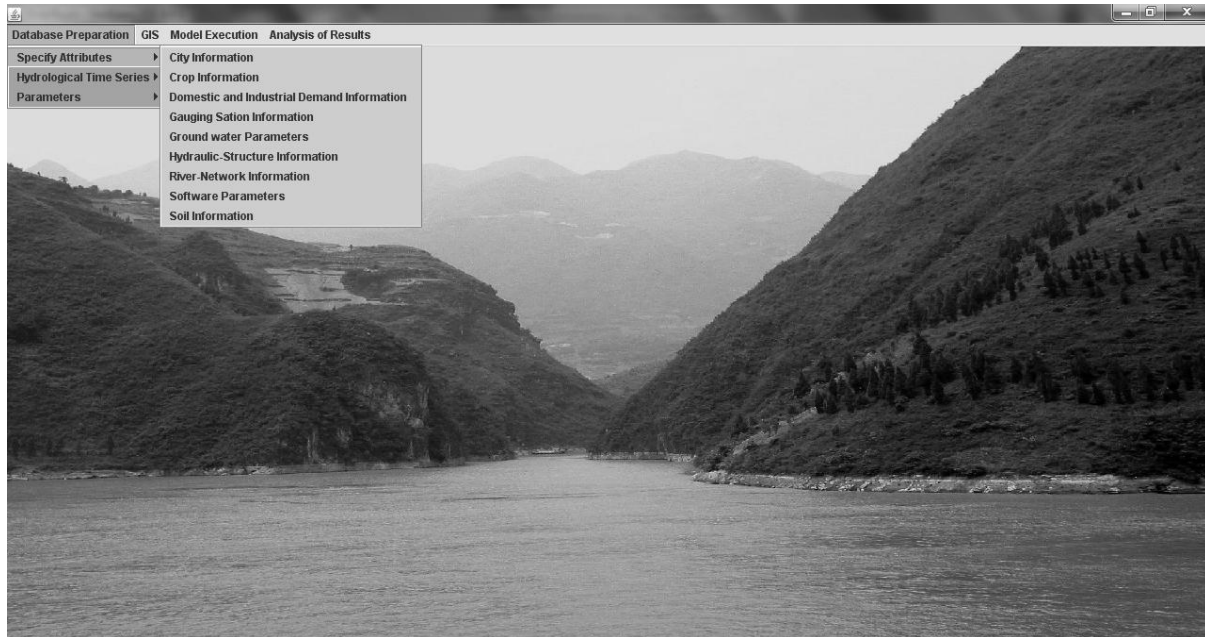 Database Preparation GIS Model Execution Analysis of Results
Specify Attributes
Hydrological Time Series
Parameters
City Information
Crop Information
Domestic and Industrial Demand Information
Gauging Sation Information
Ground water Parameters
Hydraulic-Structure Information
River-Network Information
Software Parameters
Soil Information